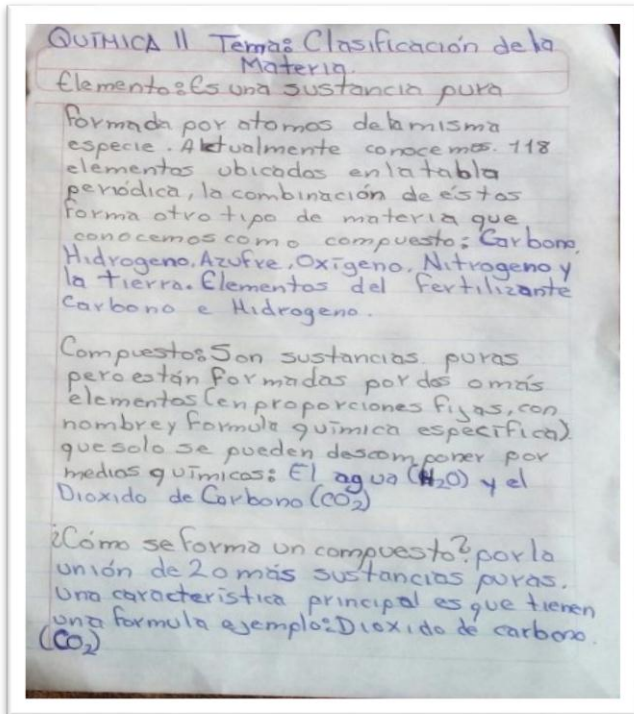 QUÍMICA II Tema: Clasificación de la
Materia.
Elemento: Es una sustancia pura
formada por atomos de la misma
especie. Aktualmente conocemos. 118
elementos ubicados en la tabla
periódica, la combinación de éstos
forma otro tipo de materia que
conocemos como compuesto: Carbono,
Hidrogeno, Azufre, Oxígeno, Nitrogeno y
la tierra. Elementos del fertilizante
Carbono e Hidrogeno.
Compuesto: Son sustancias puras
pero están formadas por dos o más
elementos (en proporciones fijas, con
nombre y formula química específica)
que solo se pueden descomponer por
medios químicos: El agua (H2O) y el
Dioxido de Carbono (CO2)
¿Cómo se forma un compuesto? por la
unión de 2 o más sustancias puras.
Una característica principal es que tienen
una formula ejemplo: Dioxido de carbono.
(CO2)